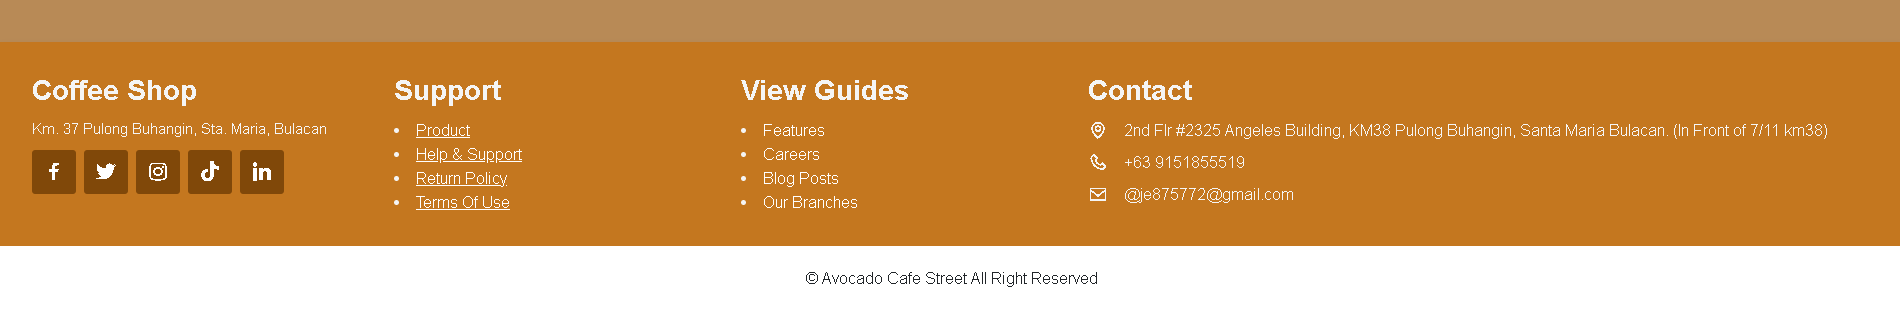 Coffee Shop
Km. 37 Pulong Buhangin, Sta. Maria, Bulacan
Support
Product
Help & Support
Return Policy
Terms Of Use
View Guides
Features
Careers
Blog Posts
Our Branches
Contact
2nd Flr #2325 Angeles Building, KM38 Pulong Buhangin, Santa Maria Bulacan. (In Front of 7/11 km38)
+63 9151855519
@je875772@gmail.com
© Avocado Cafe Street All Right Reserved